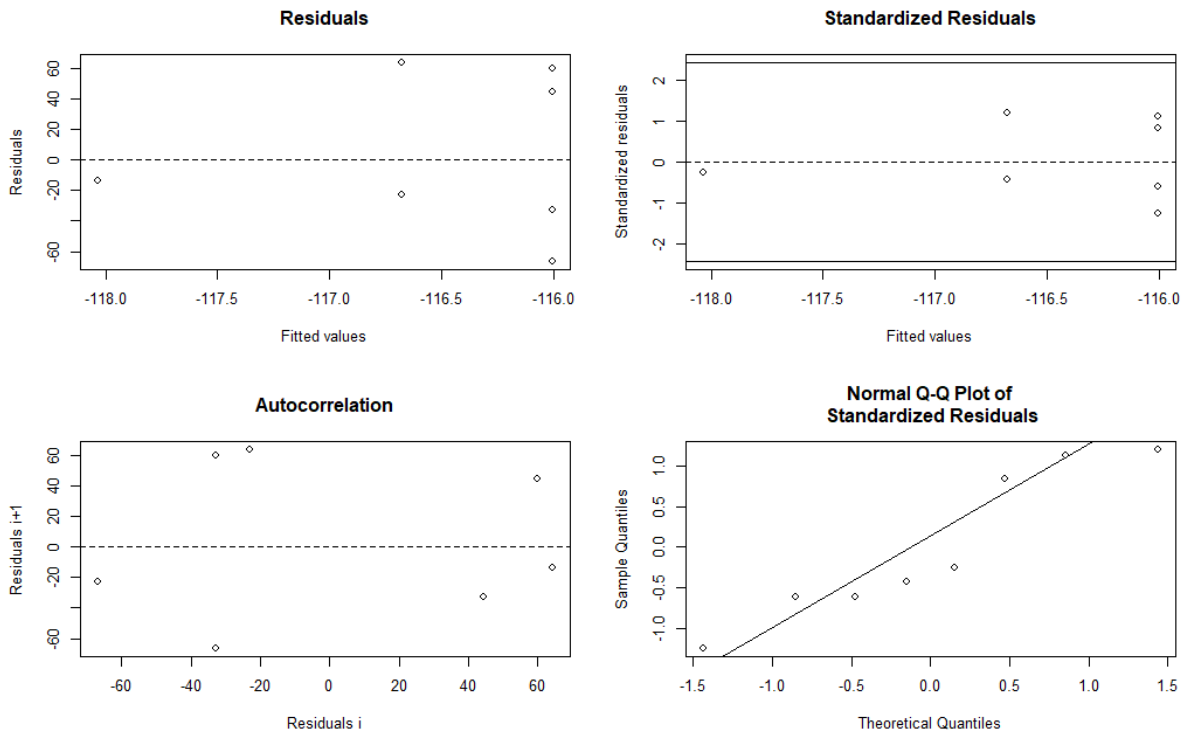 Residuals
60
40
20
0
-20
-60
Residuals
-118.0 -117.5 -117.0 -116.5 -116.0
Fitted values
Standardized Residuals
2
1
0
-1
-2
Standardized residuals
-118.0 -117.5 -117.0 -116.5 -116.0
Fitted values
Autocorrelation
60
40
20
0
-20
-60
Residuals i+1
-60 -40 -20 0 20 40 60
Residuals i
Normal Q-Q Plot of
Standardized Residuals
1.0
0.5
0.0
-0.5
-1.0
Sample Quantiles
-1.5 -1.0 -0.5 0.0 0.5 1.0 1.5
Theoretical Quantiles